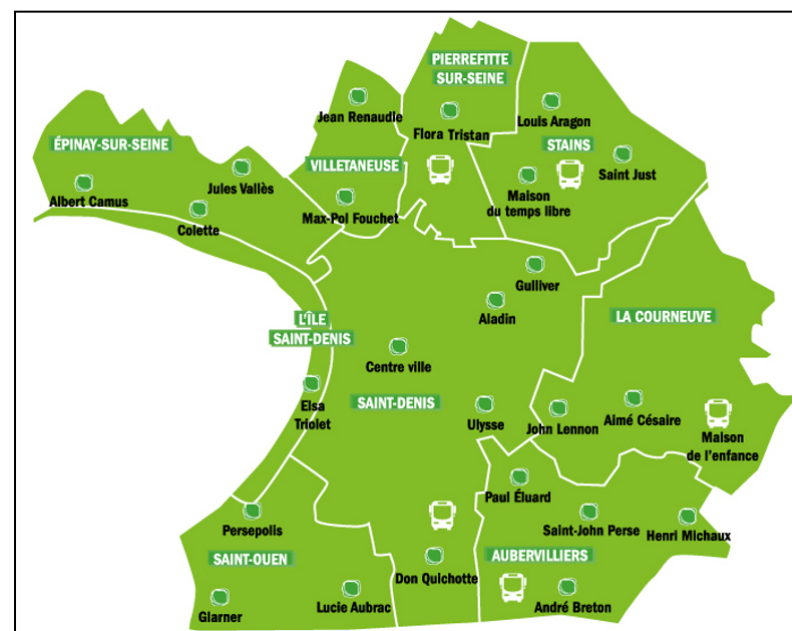 PIERREFITTE
SUR-SEINE
Jean Renaudie
Flora Tristan
Louis Aragon
ÉPINAY-SUR-SEINE
VILLETANEUSE
STAINS
Saint Just
Jules Vallès
Albert Camus
Maison
du temps libre
Colette
Max-Pol Fouchet
Gulliver
Aladin
L'ÎLE
SAINT-DENIS
LA COURNEUVE
Centre ville
Elsa
Triolet
SAINT-DENIS
Ulysse
John Lennon
Aimé Césaire
Maison
de l'enfance
Paul Éluard
Persepolis
Saint-John Perse
Henri Michaux
SAINT-OUEN
Don Quichotte
AUBERVILLIERS
Glarner
Lucie Aubrac
André Breton